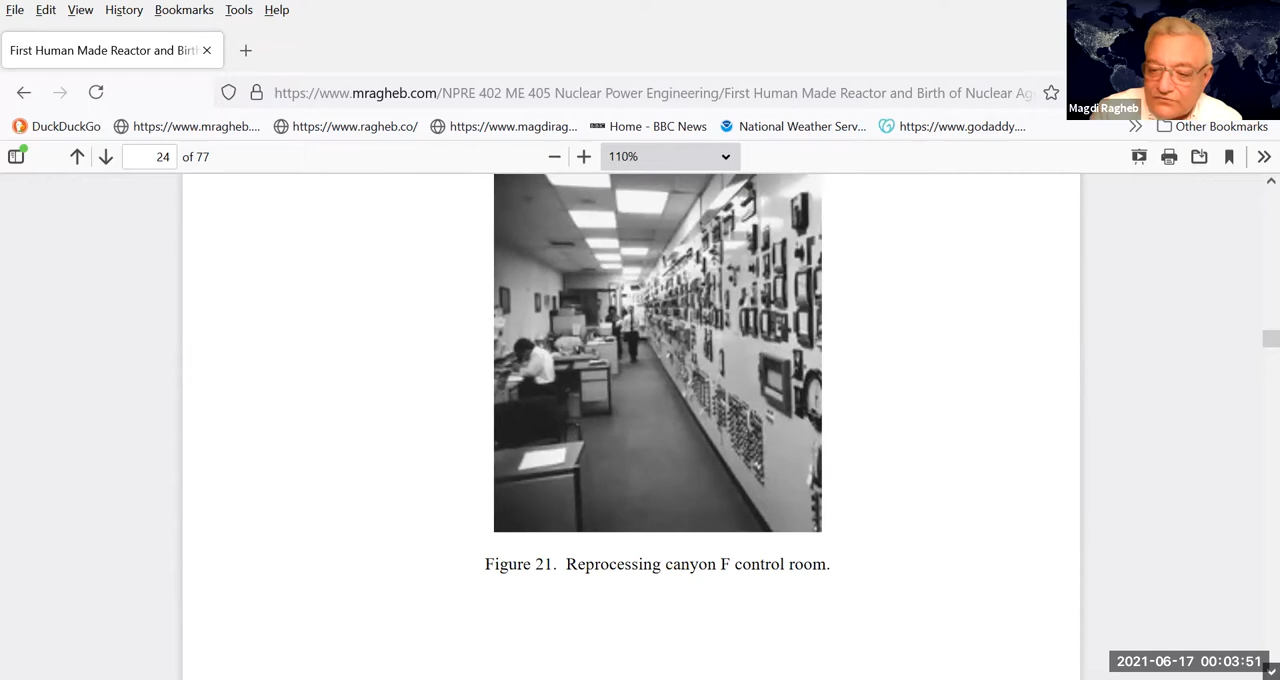 File Edit View History Bookmarks Tools Help
First Human Made Reactor and Birt
https://www.mragheb.com/NPRE 402 ME 405 Nuclear Power Engineering/First Human Made Reactor and Birth of Nuclear Ag
Magdi Ragheb
DuckDuckGo https://www.mragheb.... https://www.ragheb.co/ https://www.magdirag... Home - BBC News National Weather Serv... https://www.godaddy.... Other Bookmarks
24 of 77 110%
Figure 21. Reprocessing canyon F control room.
2021-06-17 00:03:51